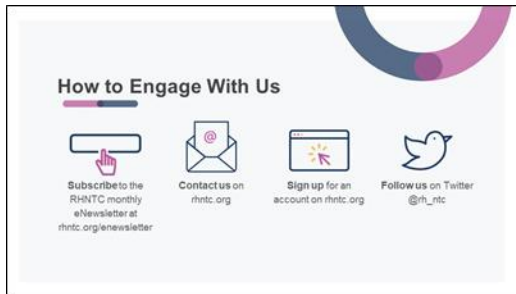 How to Engage With Us
@
Subscribe to the
RHNTC monthly
eNewsletter at
rhntc.org/enewsletter
Contact us on
rhntc.org
Sign up for an
account on rhntc.org
Follow us on Twitter
@rh_ntc